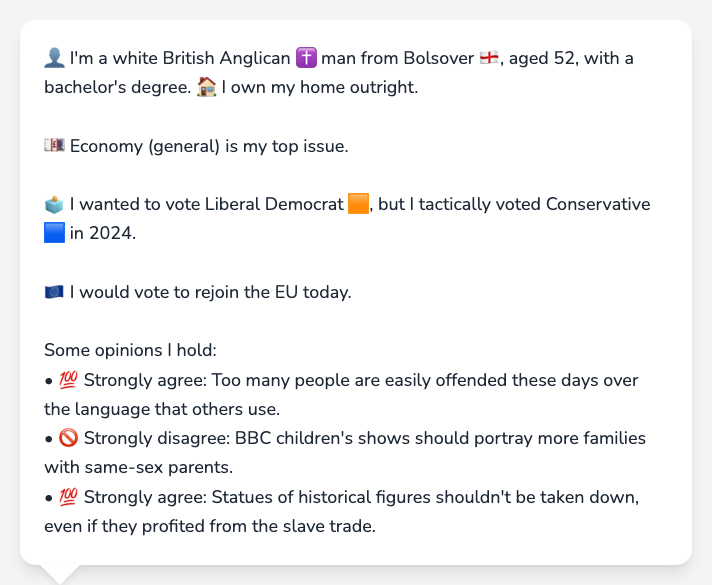 👤 I'm a white British Anglican ✝️ man from Bolsover 🏴󠁧󠁢󠁥󠁮󠁧󠁿, aged 52, with a
bachelor's degree. 🏠 I own my home outright.
💷 Economy (general) is my top issue.
🗳️ I wanted to vote Liberal Democrat 🟧, but I tactically voted Conservative
🟦 in 2024.
🇪🇺 I would vote to rejoin the EU today.
Some opinions I hold:
• 💯 Strongly agree: Too many people are easily offended these days over
the language that others use.
• 🚫 Strongly disagree: BBC children's shows should portray more families
with same-sex parents.
• 💯 Strongly agree: Statues of historical figures shouldn't be taken down,
even if they profited from the slave trade.